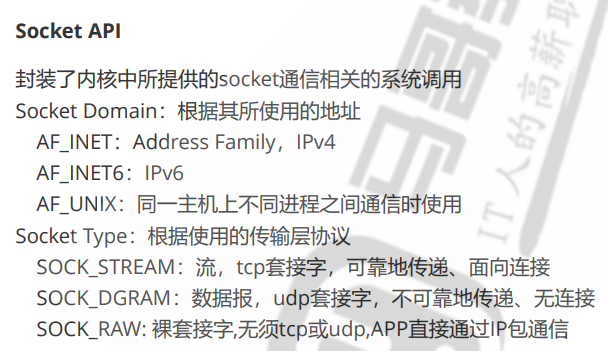 Socket API
封装了内核中所提供的socket通信相关的系统调用
Socket Domain：根据其所使用的地址
AF_INET：Address Family，IPv4
AF_INET6：IPv6
AF_UNIX：同一主机上不同进程之间通信时使用
Socket Type：根据使用的传输层协议
SOCK_STREAM：流，tcp套接字，可靠地传递、面向连接
SOCK_DGRAM：数据报，udp套接字，不可靠地传递、无连接
SOCK_RAW: 裸套接字,无须tcp或udp,APP直接通过IP包通信
IT人的高薪职